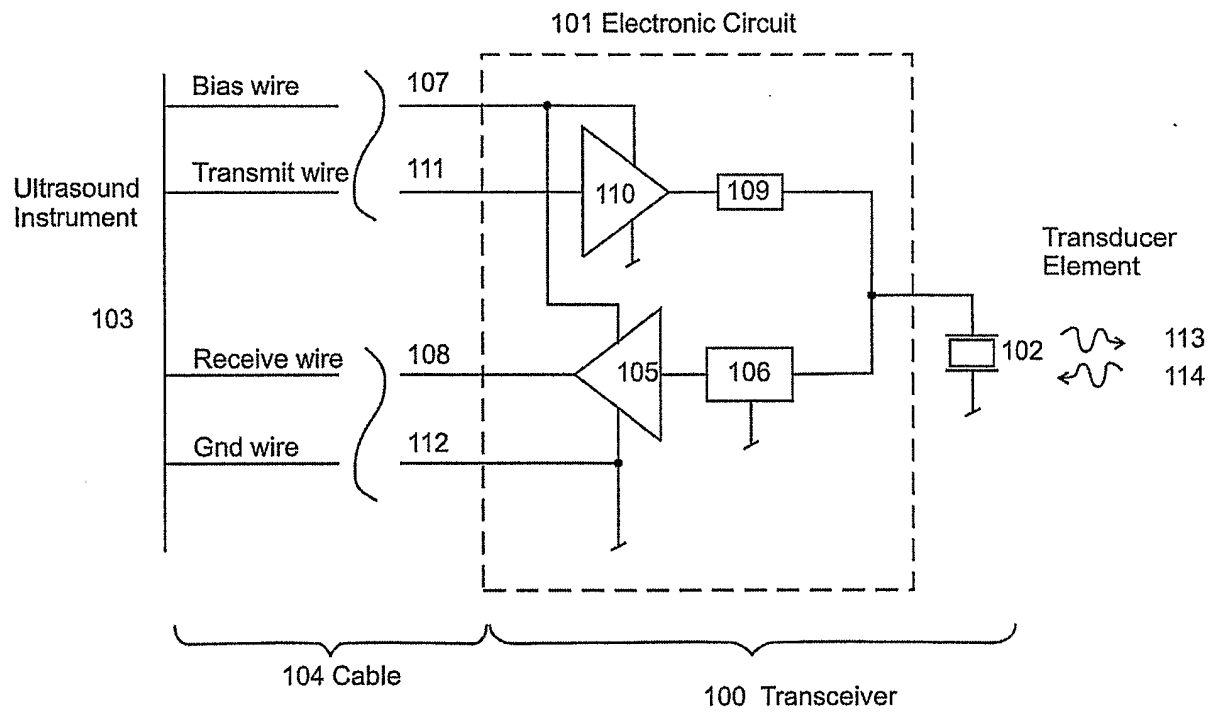 101 Electronic Circuit
Bias wire
107
Transmit wire
111
110
109
Ultrasound
Instrument
Transducer
Element
103
Receive wire
108
105
106
102
113
114
Gnd wire
112
104 Cable
100 Transceiver